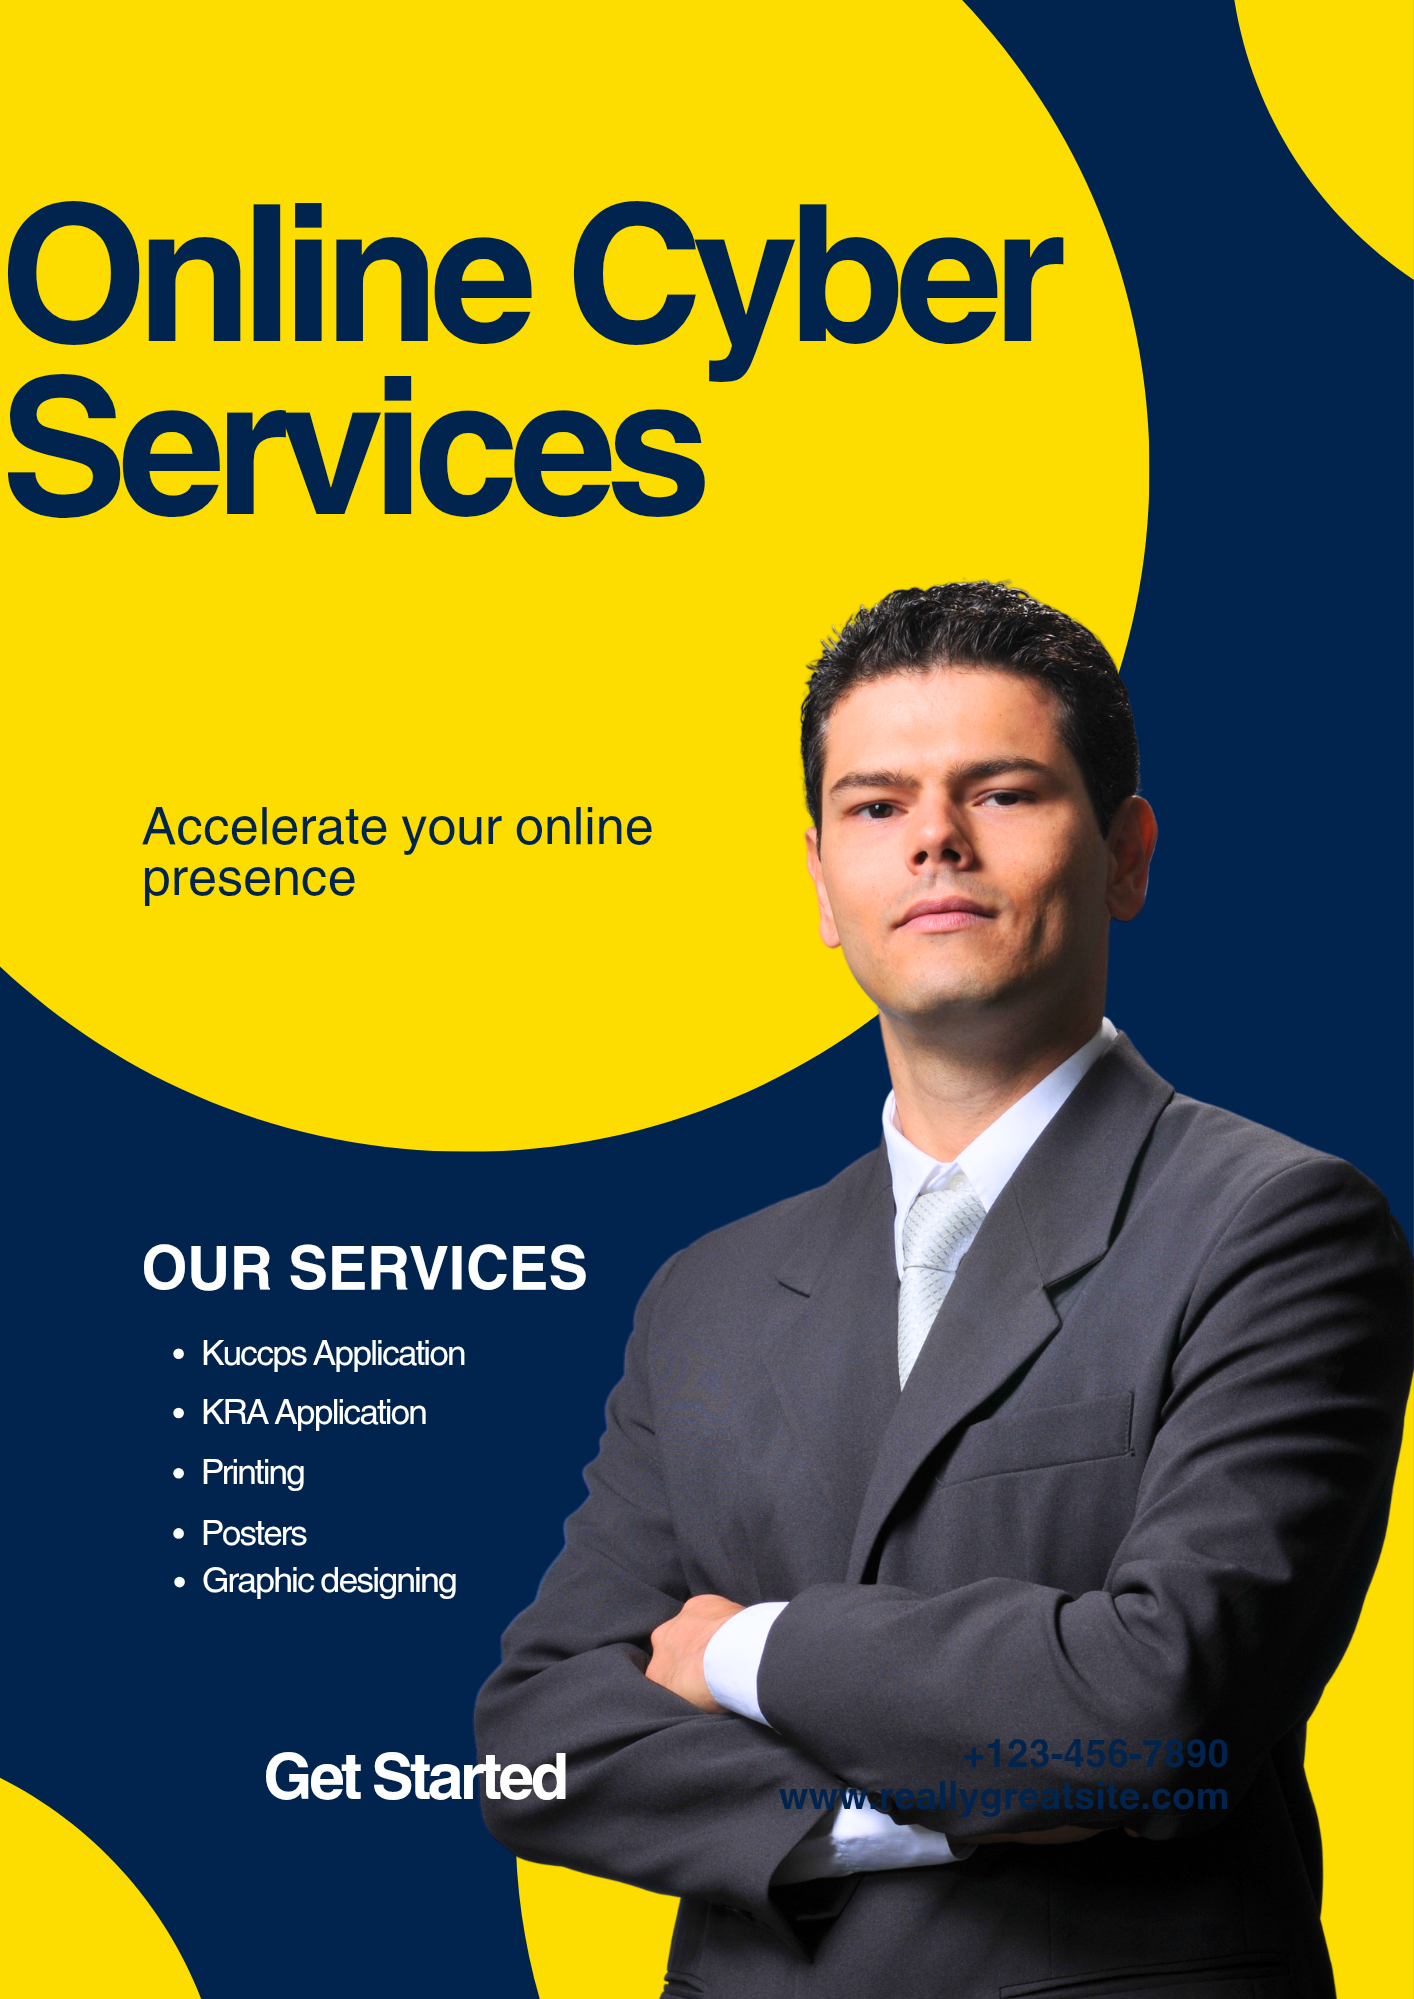 Online Cyber
Services
Accelerate your online
presence
OUR SERVICES
• Kuccps Application
• KRA Application
• Printing
• Posters
• Graphic designing
Get Started
+123-456-7890
www.reallygreatsite.com